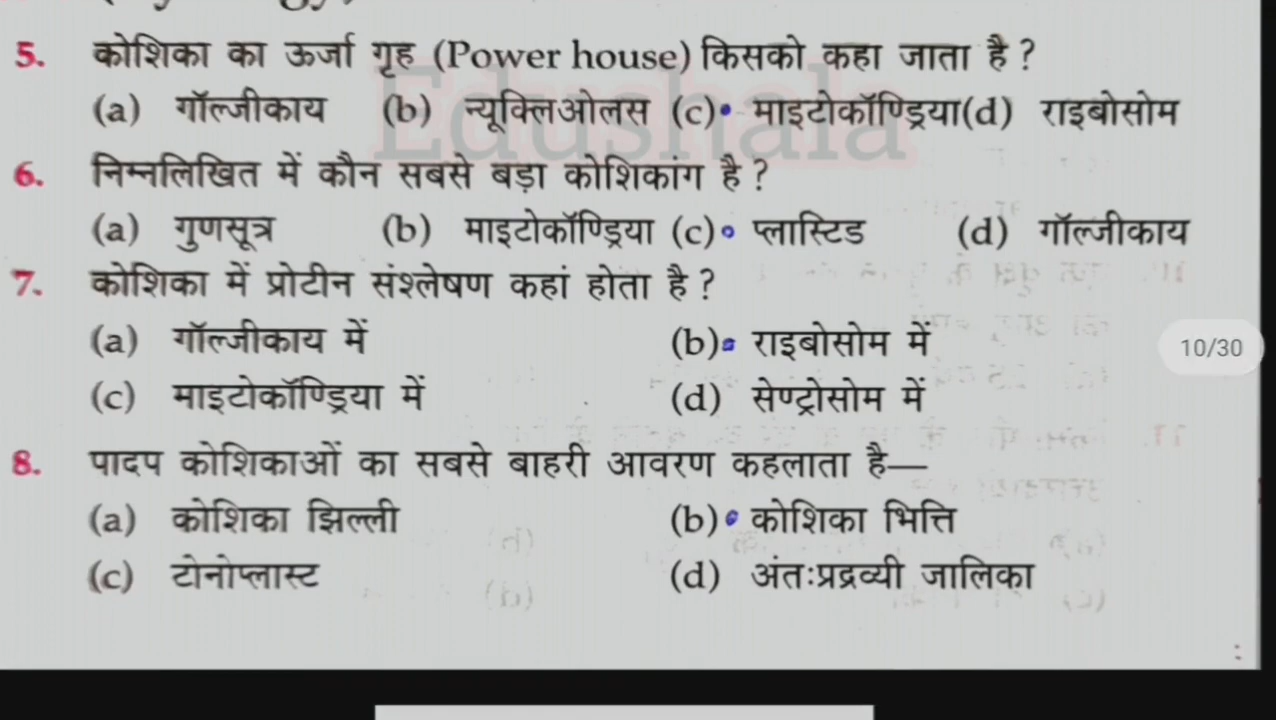 5. कोशिका का ऊर्जा गृह (Power house) किसको कहा जाता है ?
(a) गॉल्जीकाय (b) न्यूक्लिओलस (c) माइटोकॉण्ड्रिया (d) राइबोसोम
Edushala
6. निम्नलिखित में कौन सबसे बड़ा कोशिकांग है ?
(a) गुणसूत्र (b) माइटोकॉण्ड्रिया (c) प्लास्टिड (d) गॉल्जीकाय
7. कोशिका में प्रोटीन संश्लेषण कहां होता है ?
(a) गॉल्जीकाय में (b) राइबोसोम में
10/30
(c) माइटोकॉण्ड्रिया में (d) सेण्ट्रोसोम में
8. पादप कोशिकाओं का सबसे बाहरी आवरण कहलाता है—
(a) कोशिका झिल्ली (b) कोशिका भित्ति
(c) टोनोप्लास्ट (d) अंतःप्रद्रव्यी जालिका